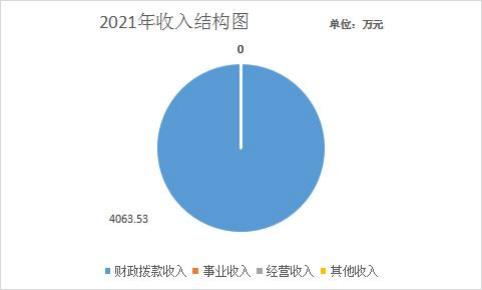 2021年收入结构图
单位：万元
0
4063.53
财政拨款收入 事业收入 经营收入 其他收入